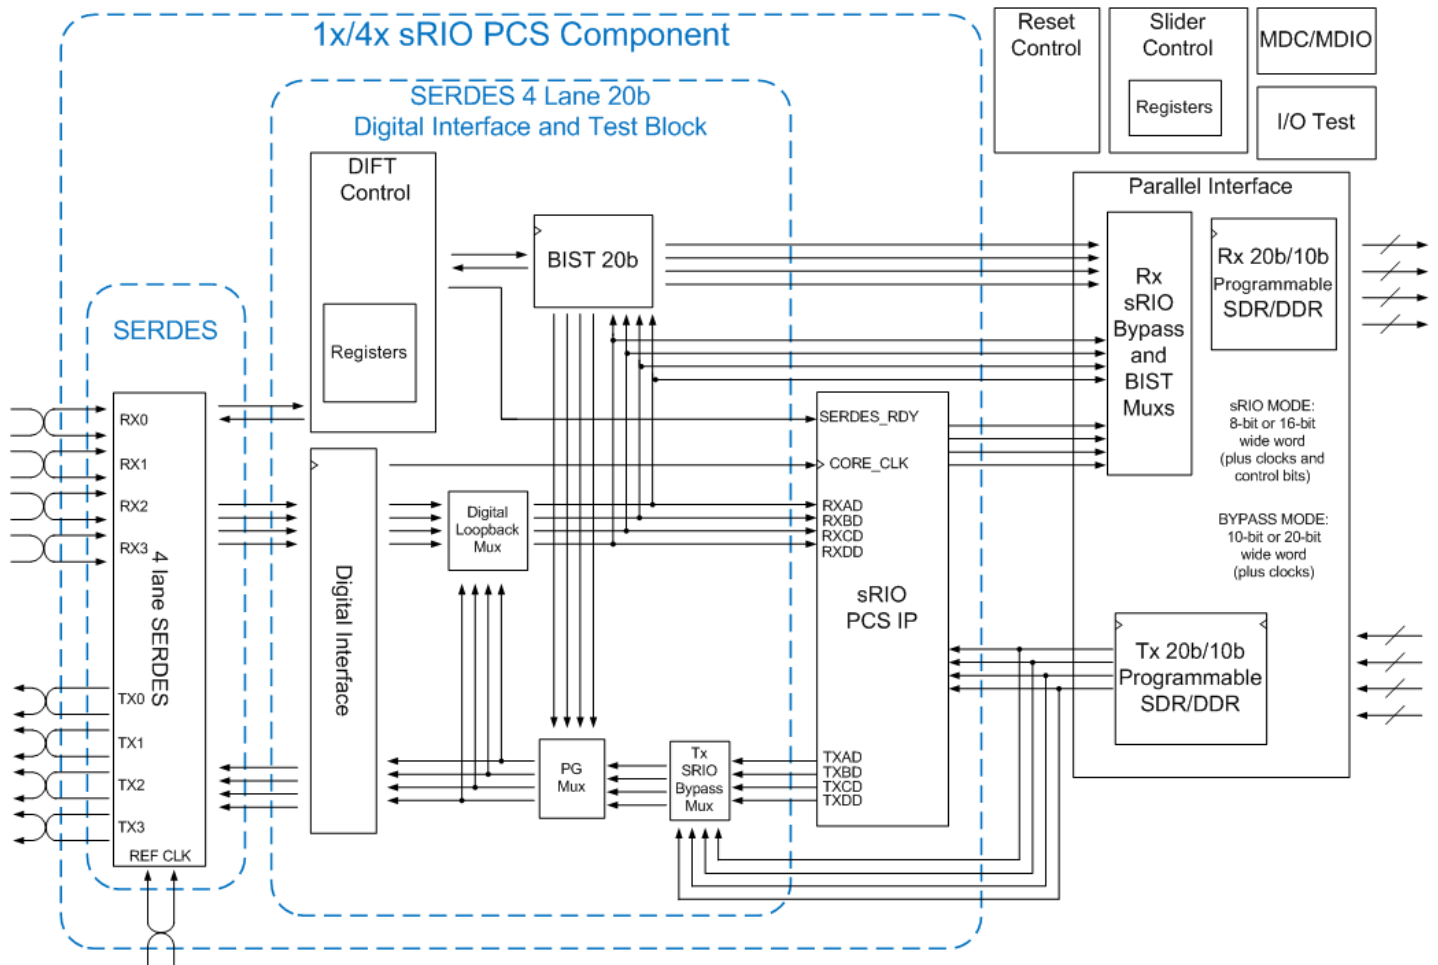 1x/4x sRIO PCS Component
SERDES 4 Lane 20b
Digital Interface and Test Block
Reset
Control
Slider
Control
Registers
MDC/MDIO
I/O Test
DIFT
Control
Registers
BIST 20b
SERDES
RX0
RX1
RX2
RX3
4 lane SERDES
TX0
TX1
TX2
TX3
REF CLK
Digital Interface
Digital
Loopback
Mux
PG
Mux
Tx
SRIO
Bypass
Mux
SERDES_RDY
CORE_CLK
RXAD
RXBD
RXCD
RXDD
sRIO
PCS IP
TXAD
TXBD
TXCD
TXDD
Parallel Interface
Rx
sRIO
Bypass
and
BIST
Muxs
Rx 20b/10b
Programmable
SDR/DDR
sRIO MODE:
8-bit or 16-bit
wide word
(plus clocks and
control bits)
BYPASS MODE:
10-bit or 20-bit
wide word
(plus clocks)
Tx 20b/10b
Programmable
SDR/DDR